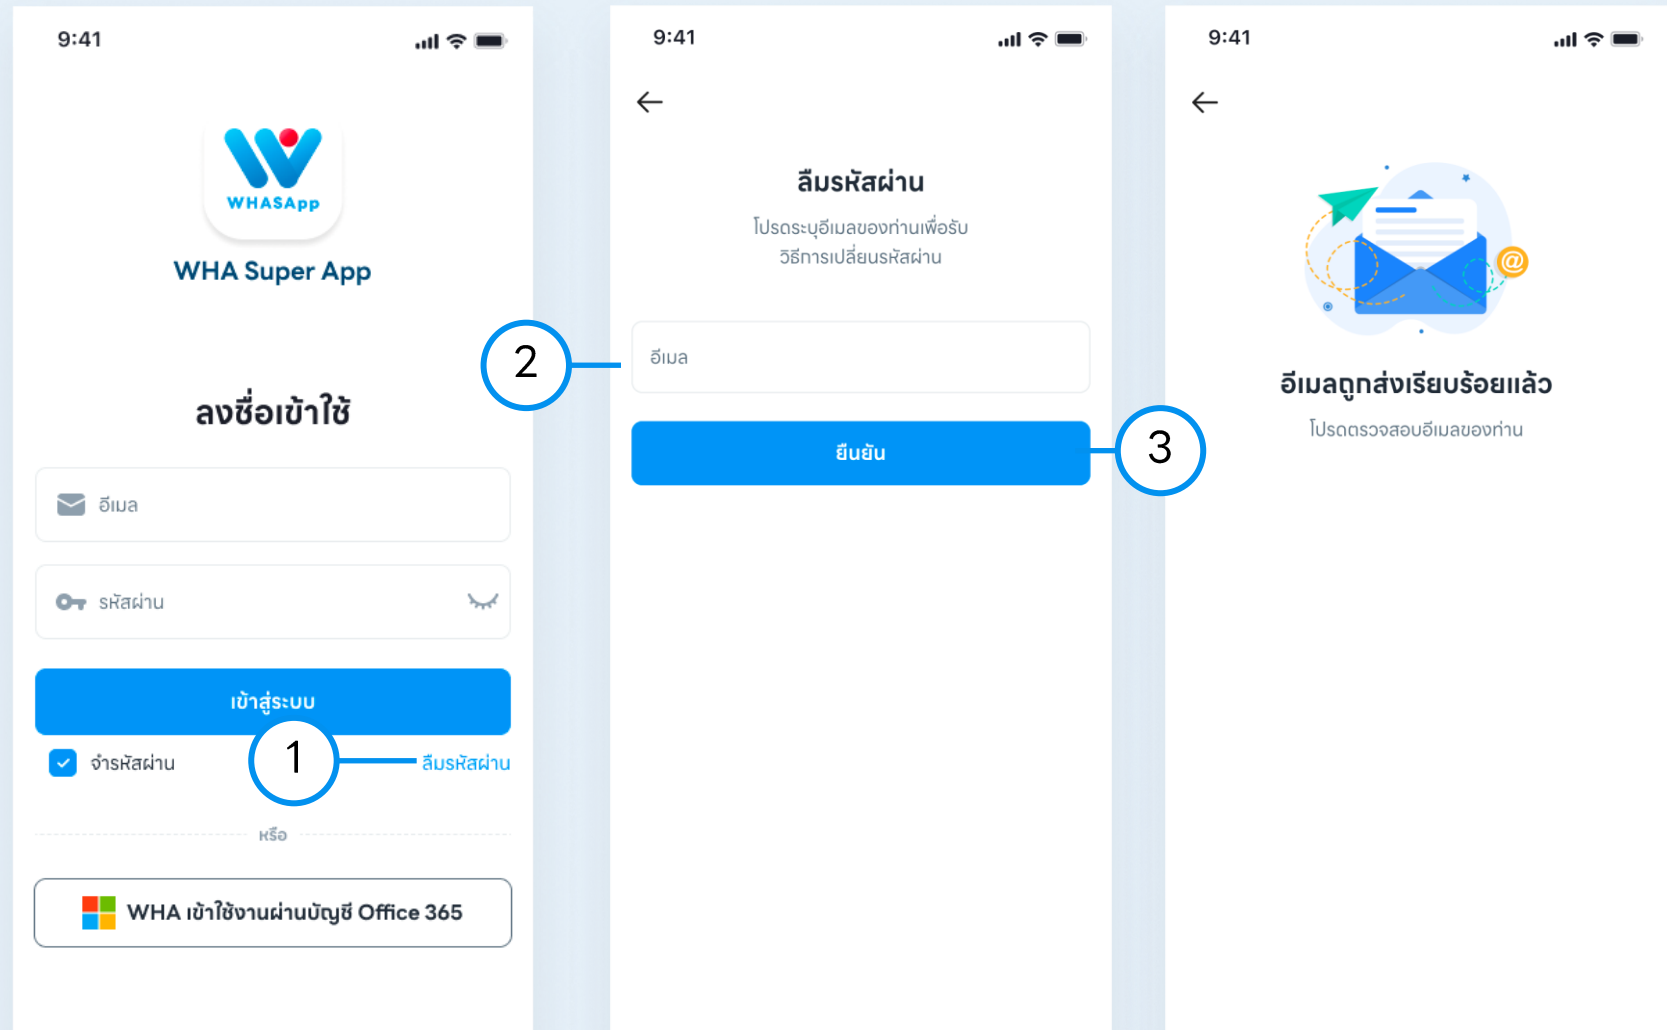 9:41
WHASApp
WHA Super App
ลงชื่อเข้าใช้
อีเมล
รหัสผ่าน
เข้าสู่ระบบ
จำรหัสผ่าน
1
ลืมรหัสผ่าน
หรือ
WHA เข้าใช้งานผ่านบัญชี Office 365
9:41
ลืมรหัสผ่าน
โปรดระบุอีเมลของท่านเพื่อรับ
วิธีการเปลี่ยนรหัสผ่าน
2
อีเมล
ยืนยัน
3
9:41
@
อีเมลถูกส่งเรียบร้อยแล้ว
โปรดตรวจสอบอีเมลของท่าน